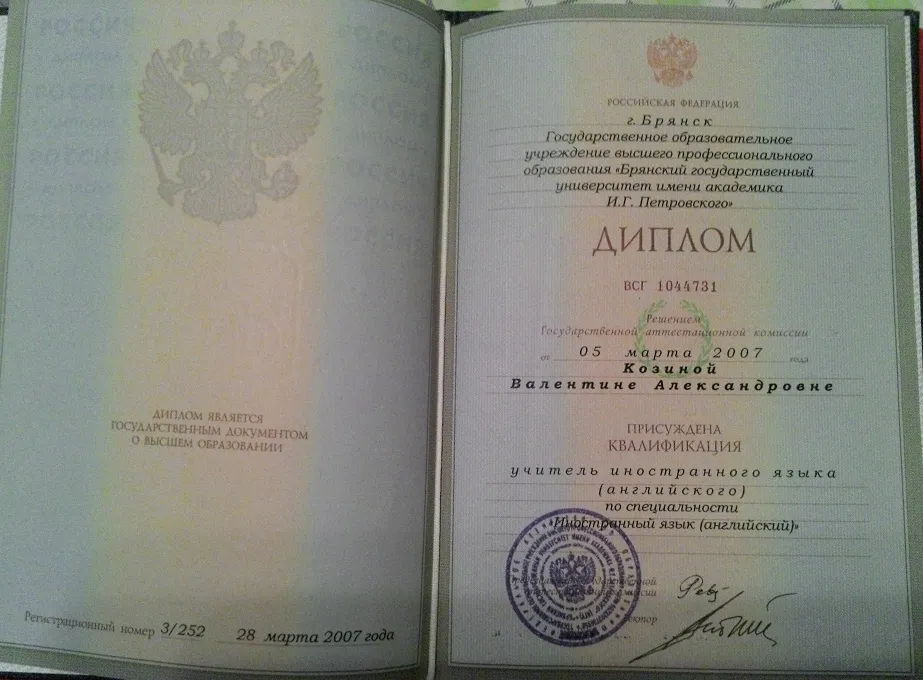 ДИПЛОМ ЯВЛЯЕТСЯ
ГОСУДАРСТВЕННЫМ ДОКУМЕНТОМ
О ВЫСШЕМ ОБРАЗОВАНИИ
Регистрационный номер 3/252 28 марта 2007 года
РОССИЙСКАЯ ФЕДЕРАЦИЯ
г. Брянск
Государственное образовательное
учреждение высшего профессионального
образования «Брянский государственный
университет имени академика
И.Г. Петровского»
ДИПЛОМ
ВСГ 1044731
Решением
Государственной аттестационной комиссии
от 05 марта 2007 года
Козиной
Валентине Александровне
ПРИСУЖДЕНА
КВАЛИФИКАЦИЯ
учитель иностранного языка
(английского)
по специальности
«Иностранный язык (английский)»